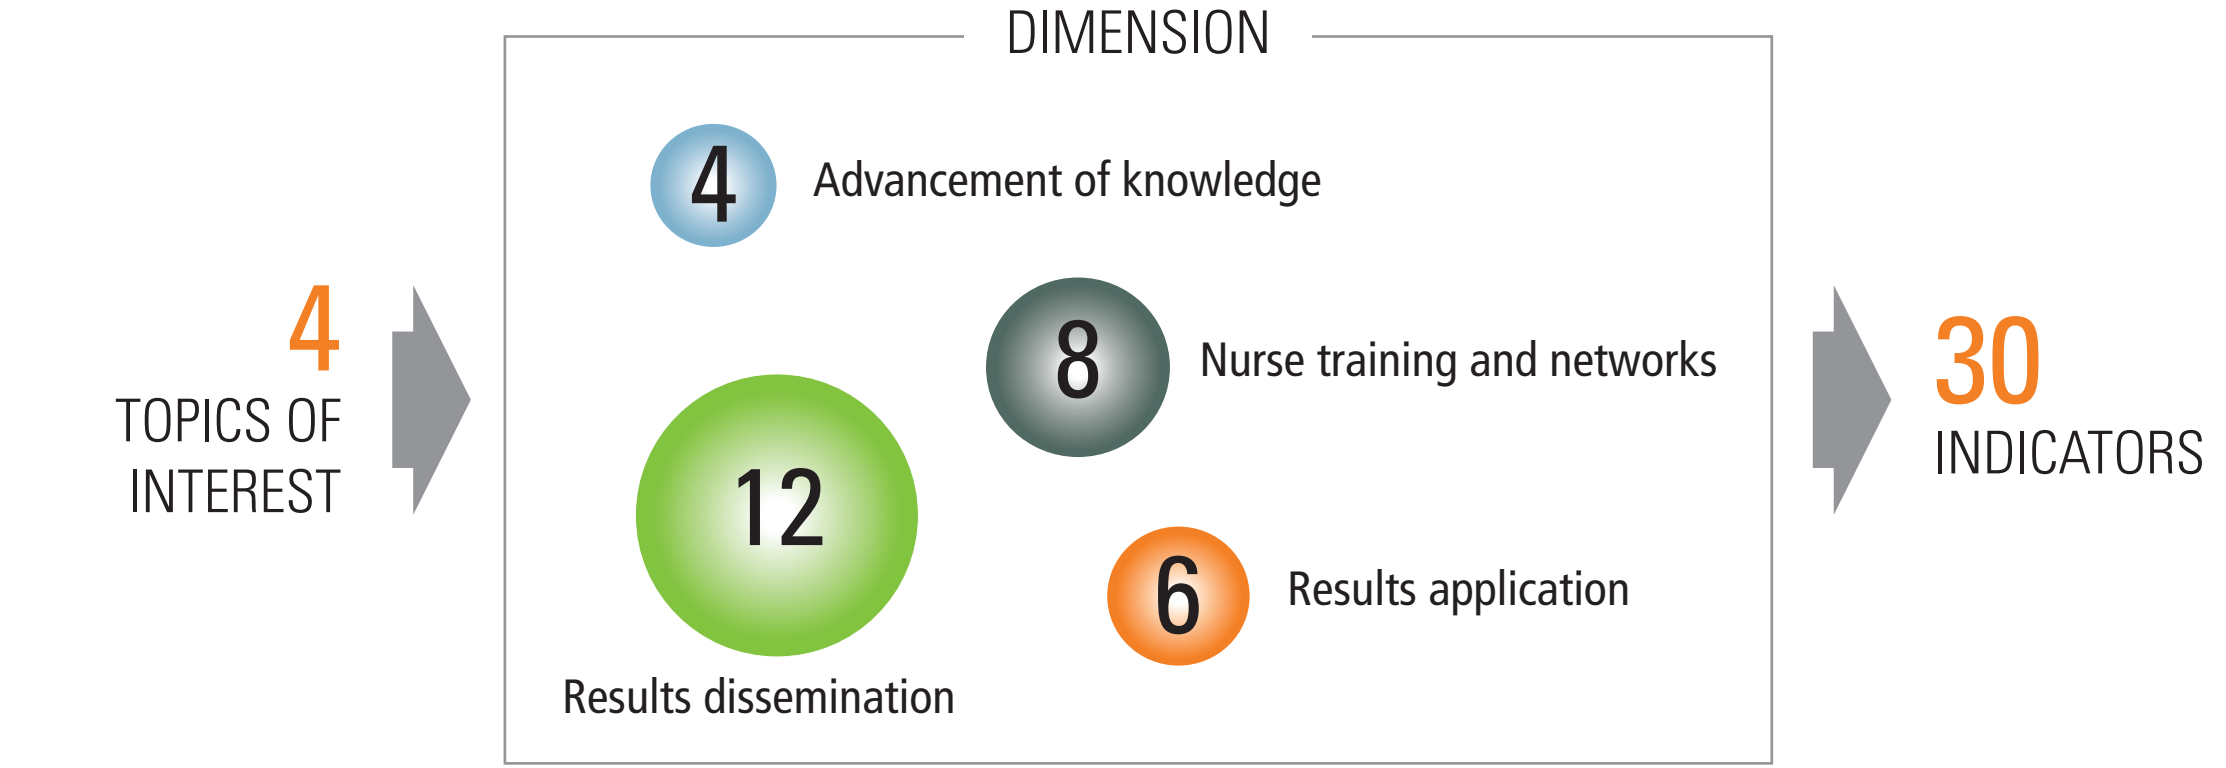 DIMENSION
4
Advancement of knowledge
8
Nurse training and networks
12
Results dissemination
6
Results application
4
TOPICS OF
INTEREST
30
INDICATORS